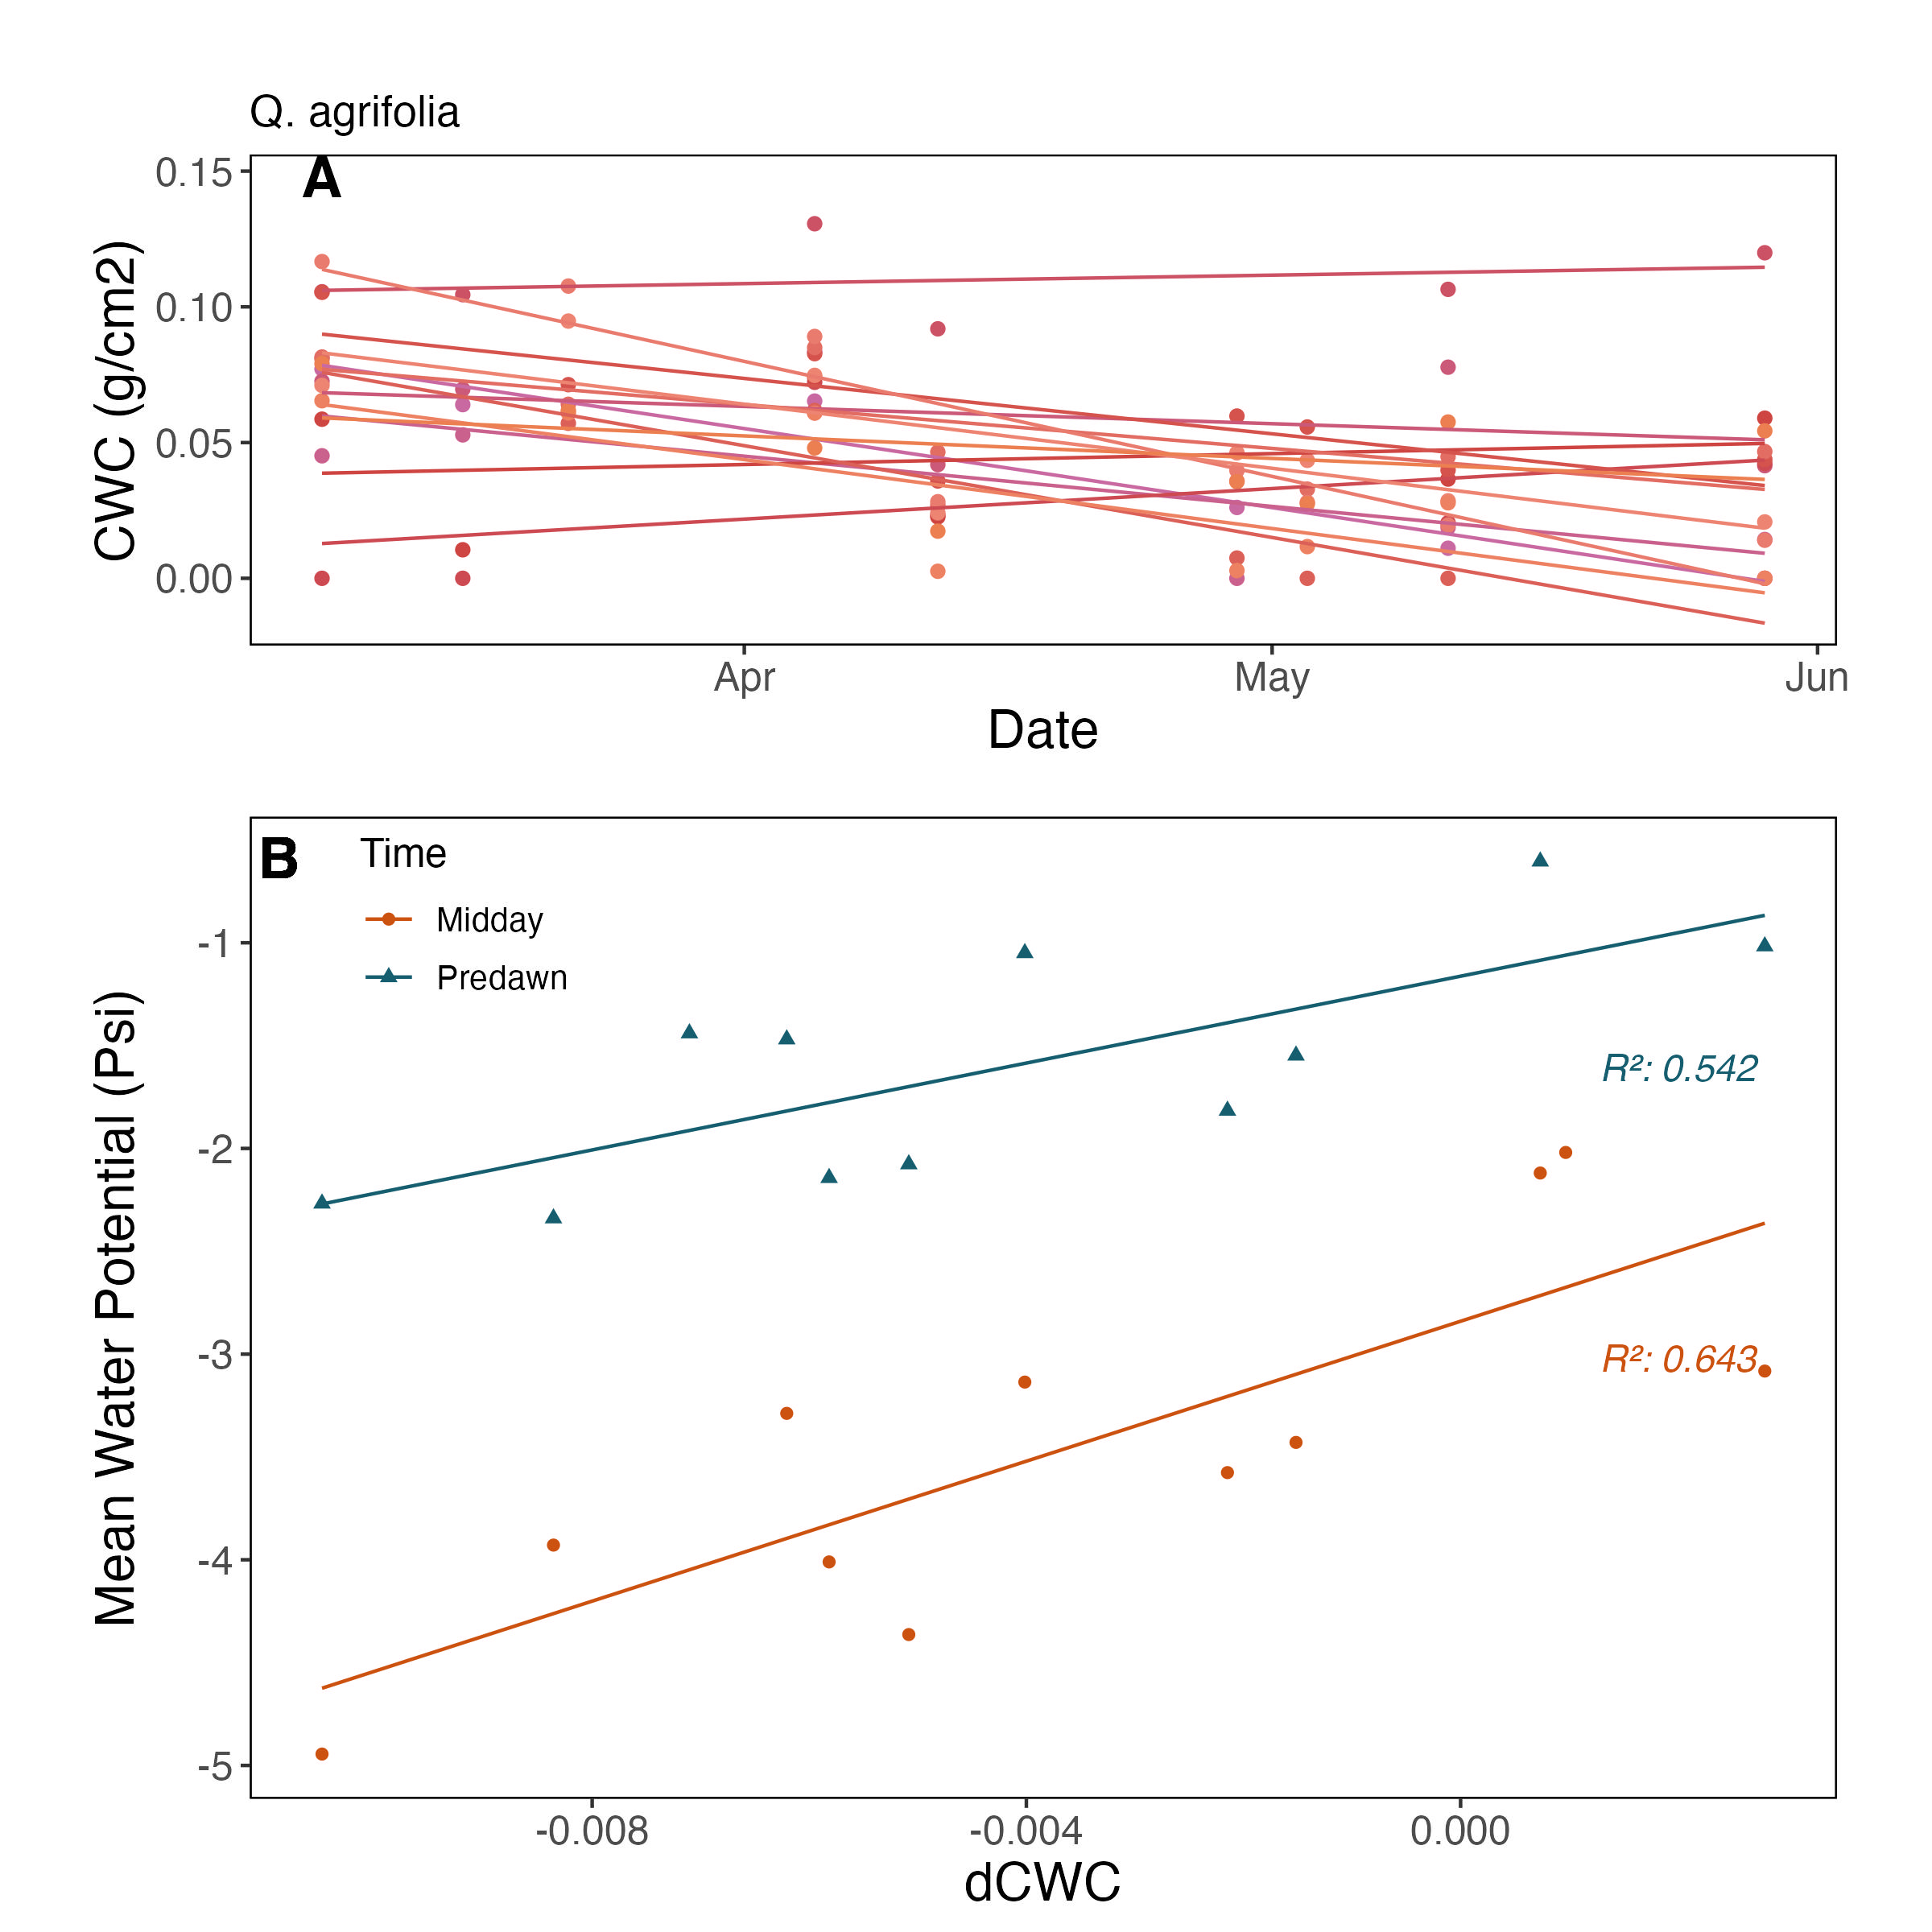 Q. agrifolia
A
0.15
0.10
0.05
0.00
CWC (g/cm2)
Apr May Jun
Date
B
Time
Midday
Predawn
-1
-2
-3
-4
-5
Mean Water Potential (Psi)
R²: 0.542
R²: 0.643
-0.008 -0.004 0.000
dCWC